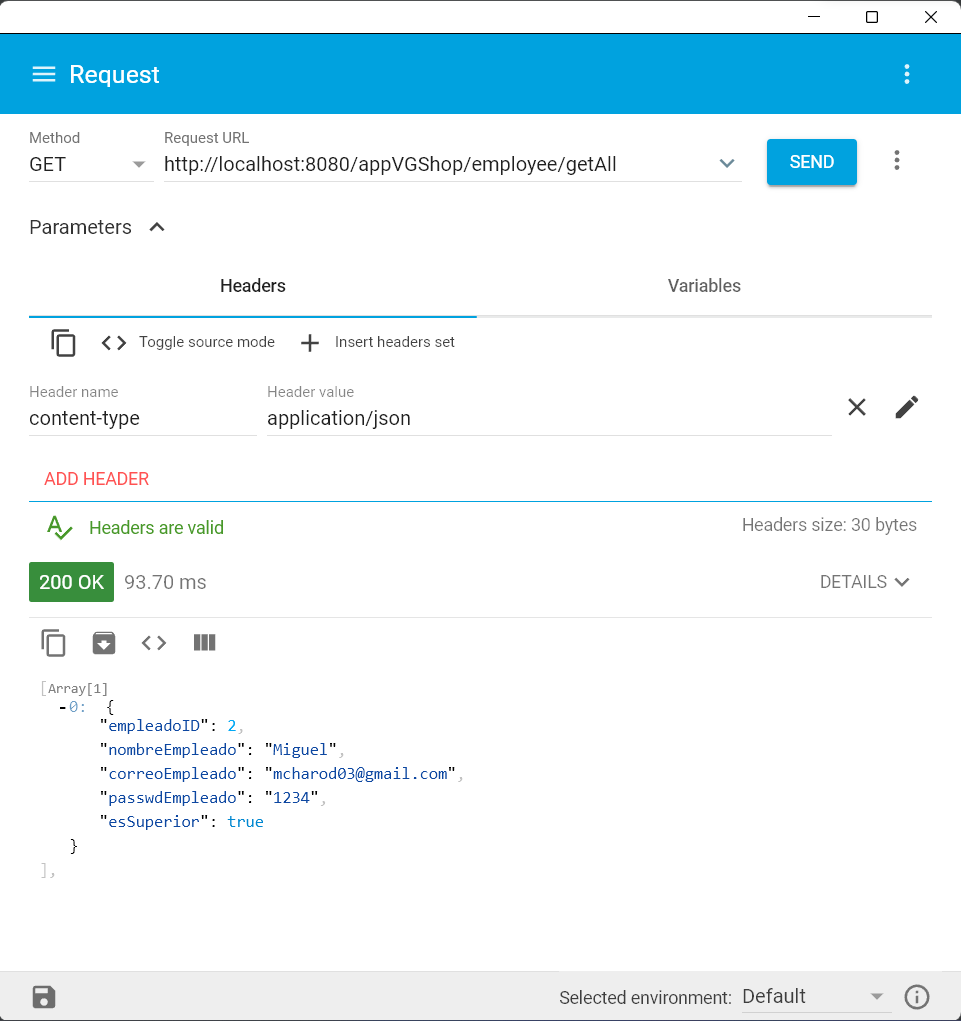 Request
Method
Request URL
GET
http://localhost:8080/appVGShop/employee/getAll
SEND
Parameters
Headers
Variables
Toggle source mode
Insert headers set
Header name
Header value
content-type
application/json
ADD HEADER
Headers are valid
Headers size: 30 bytes
200 OK
93.70 ms
DETAILS
[Array[1]
-0: {
"empleadoID": 2,
"nombreEmpleado": "Miguel",
"correoEmpleado": "mcharod03@gmail.com",
"passwdEmpleado": "1234",
"esSuperior": true
}
],
Selected environment:
Default